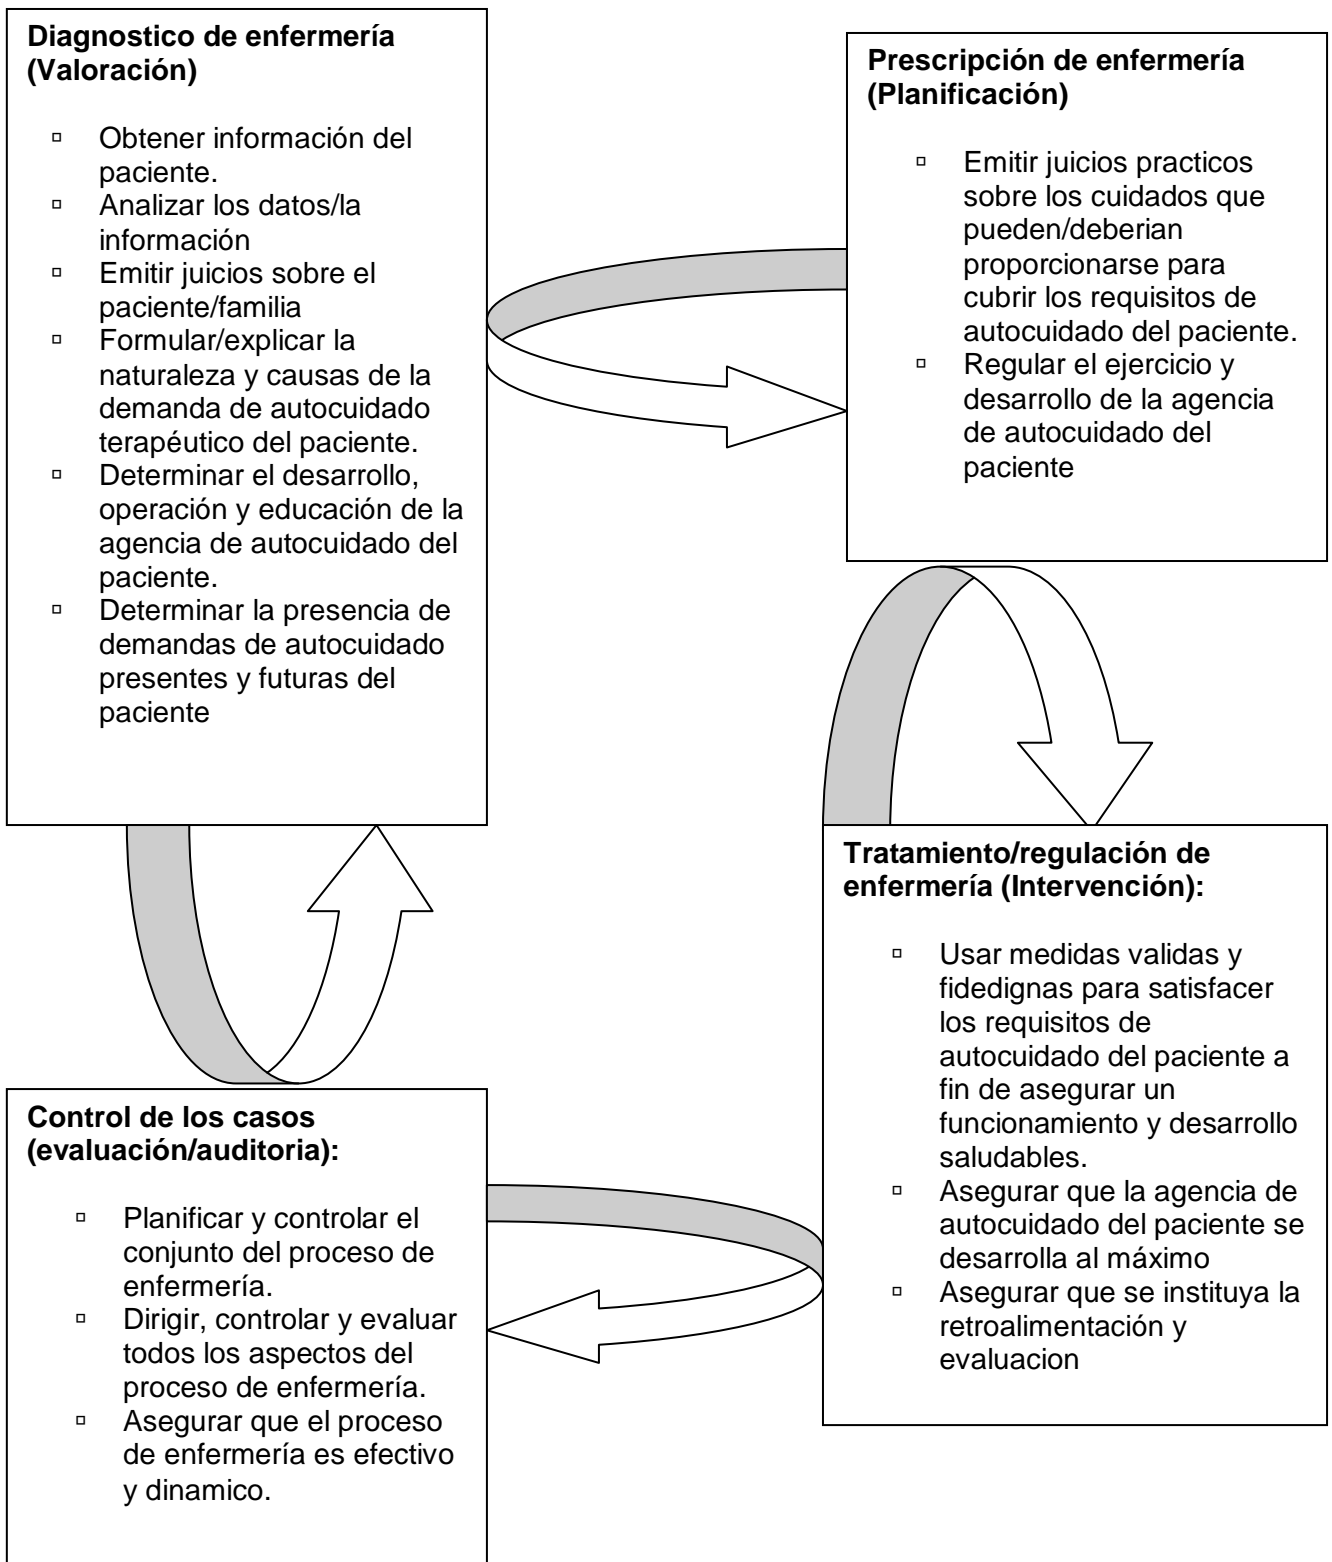 Diagnostico de enfermería
(Valoración)
▫ Obtener información del
paciente.
▫ Analizar los datos/la
información
▫ Emitir juicios sobre el
paciente/familia
▫ Formular/explicar la
naturaleza y causas de la
demanda de autocuidado
terapéutico del paciente.
▫ Determinar el desarrollo,
operación y educación de la
agencia de autocuidado del
paciente.
▫ Determinar la presencia de
demandas de autocuidado
presentes y futuras del
paciente
Prescripción de enfermería
(Planificación)
▫ Emitir juicios practicos
sobre los cuidados que
pueden/deberian
proporcionarse para
cubrir los requisitos de
autocuidado del paciente.
▫ Regular el ejercicio y
desarrollo de la agencia
de autocuidado del
paciente
Tratamiento/regulación de
enfermería (Intervención):
▫ Usar medidas validas y
fidedignas para satisfacer
los requisitos de
autocuidado del paciente a
fin de asegurar un
funcionamiento y desarrollo
saludables.
▫ Asegurar que la agencia de
autocuidado del paciente se
desarrolla al máximo
▫ Asegurar que se instituya la
retroalimentación y
evaluacion
Control de los casos
(evaluación/auditoria):
▫ Planificar y controlar el
conjunto del proceso de
enfermería.
▫ Dirigir, controlar y evaluar
todos los aspectos del
proceso de enfermería.
▫ Asegurar que el proceso
de enfermería es efectivo
y dinamico.